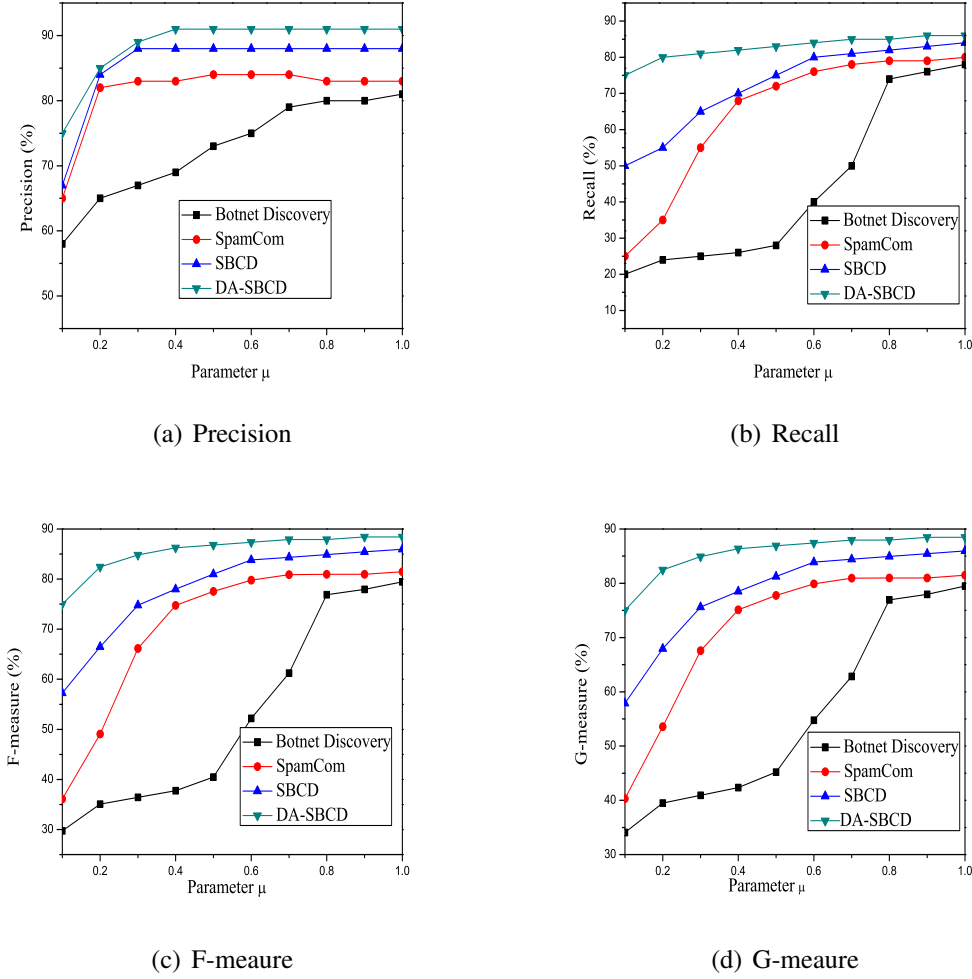 90
80
70
60
50
Precision (%)
Botnet Discovery
SpamCom
SBCD
DA-SBCD
0.2 0.4 0.6 0.8 1.0
Parameter μ
(a) Precision
90
80
70
60
50
40
30
20
10
Recall (%)
Botnet Discovery
SpamCom
SBCD
DA-SBCD
0.2 0.4 0.6 0.8 1.0
Parameter μ
(b) Recall
90
80
70
60
50
40
30
F-measure (%)
Botnet Discovery
SpamCom
SBCD
DA-SBCD
0.2 0.4 0.6 0.8 1.0
Parameter μ
(c) F-meaure
90
80
70
60
50
40
30
G-measure (%)
Botnet Discovery
SpamCom
SBCD
DA-SBCD
0.2 0.4 0.6 0.8 1.0
Parameter μ
(d) G-meaure